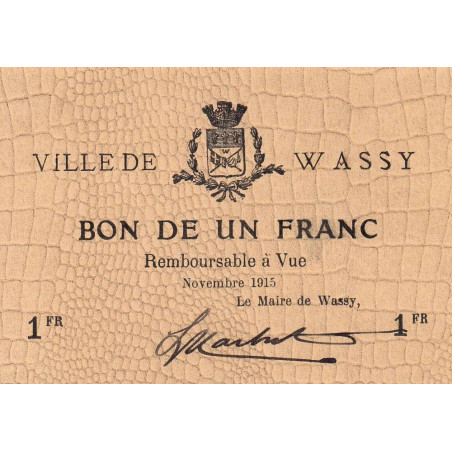 VILLE DE WASSY
BON DE UN FRANC
Remboursable à Vue
Novembre 1915
Le Maire de Wassy,
1 FR 1 FR